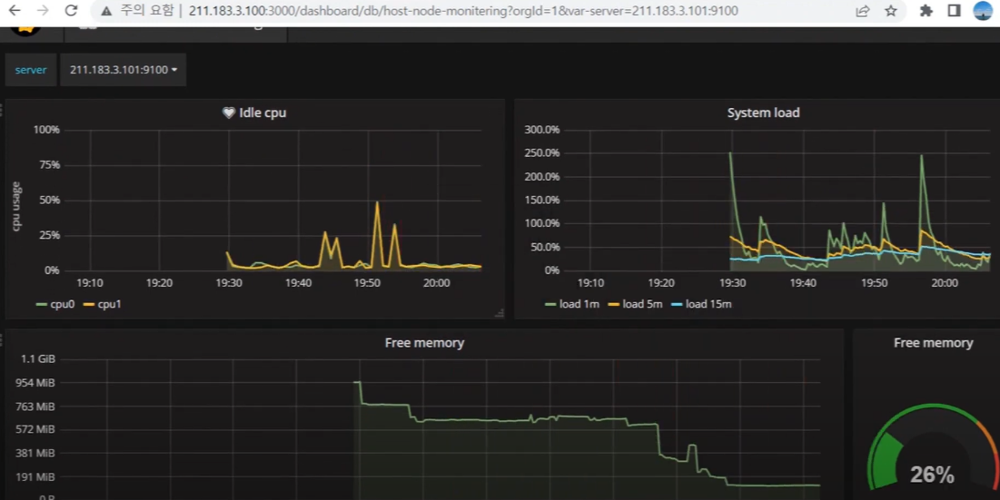 주의 요함 | 211.183.3.100:3000/dashboard/db/host-node-monitering?orgId=1&var-server=211.183.3.101:9100
server 211.183.3.101:9100
Idle cpu
100%
75%
50%
25%
0%
cpu usage
19:10 19:20 19:30 19:40 19:50 20:00
cpu0 cpu1
System load
300.0%
250.0%
200.0%
150.0%
100.0%
50.0%
0%
19:10 19:20 19:30 19:40 19:50 20:00
load 1m load 5m load 15m
Free memory
1.1 GiB
954 MiB
763 MiB
572 MiB
381 MiB
191 MiB
0 B
Free memory
26%